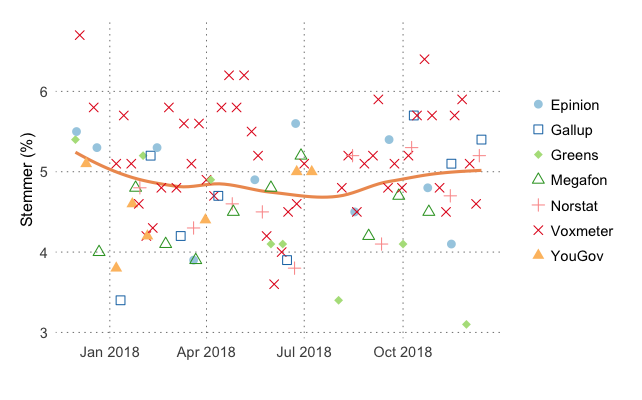 Stemmer (%)
6
5
4
3
Jan 2018
Apr 2018
Jul 2018
Oct 2018
Epinion
Gallup
Greens
Megafon
Norstat
Voxmeter
YouGov